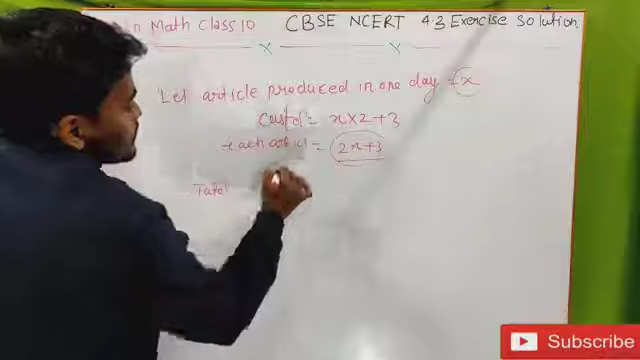 n Math Class 10 CBSE NCERT 4.3 Exercise Solution
Let article produced in one day = x
Cost of = x×2+3
each = 2x+3
Total
Subscribe